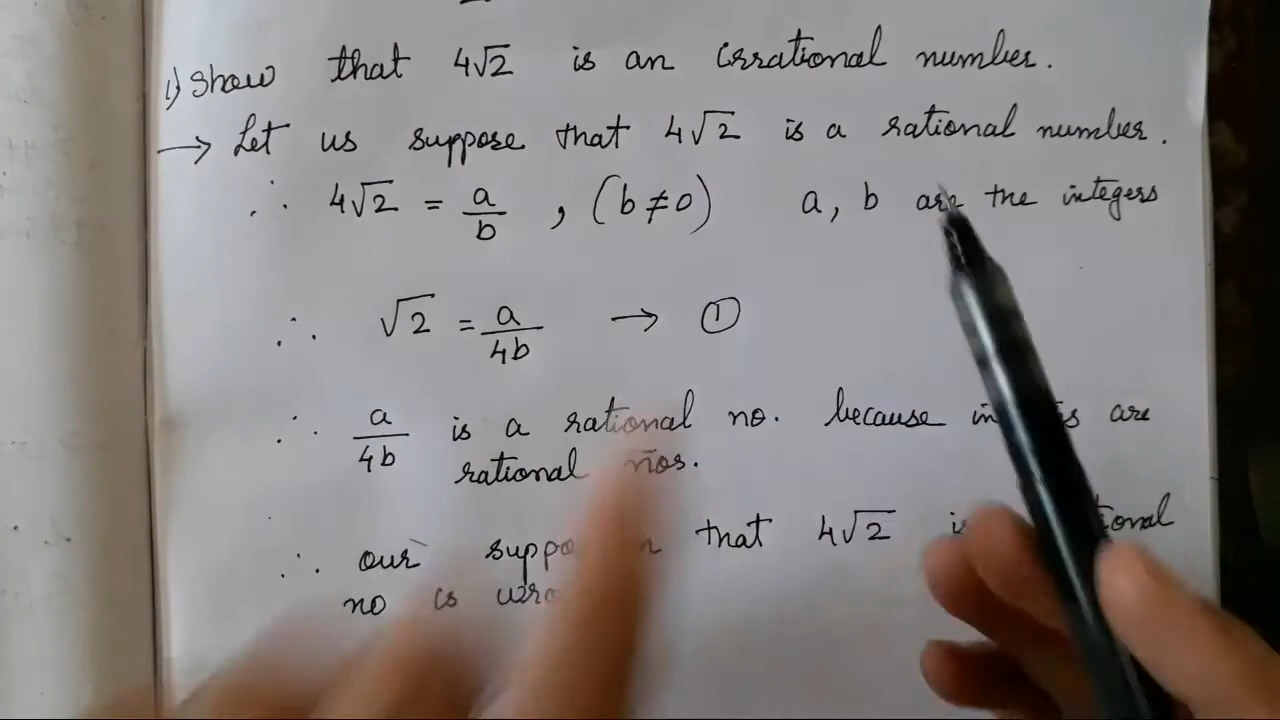 1) Show that 4√2 is an irrational number.
→ Let us suppose that 4√2 is a rational number.
∴ 4√2 = a/b , (b≠0) a, b are the integers
∴ √2 = a/4b → ①
∴ a/4b is a rational no. because are
rational nos.
∴ our that 4√2
no is